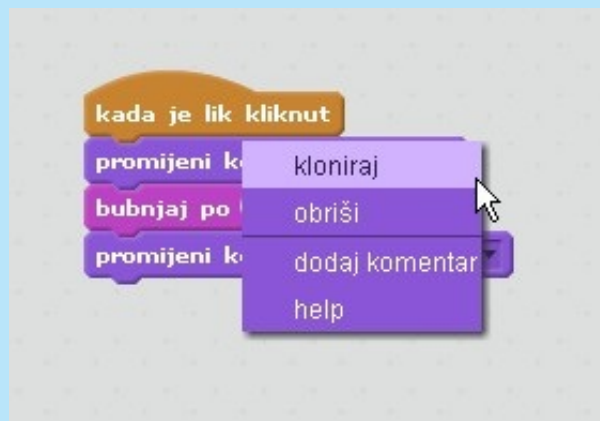 kada je lik kliknut
promijeni
bubnjaj po
promijeni
kloniraj
obriši
dodaj komentar
help